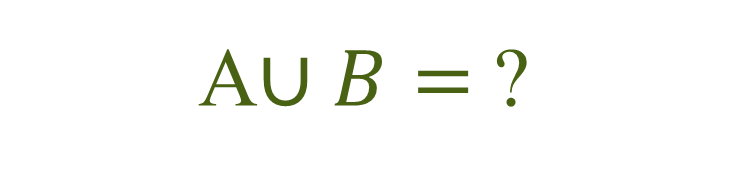 A∪ B = ?